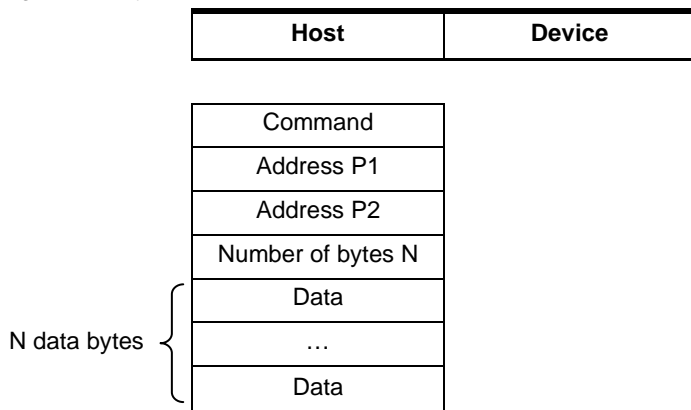 Host Device
Command
Address P1
Address P2
Number of bytes N
Data
N data bytes …
Data